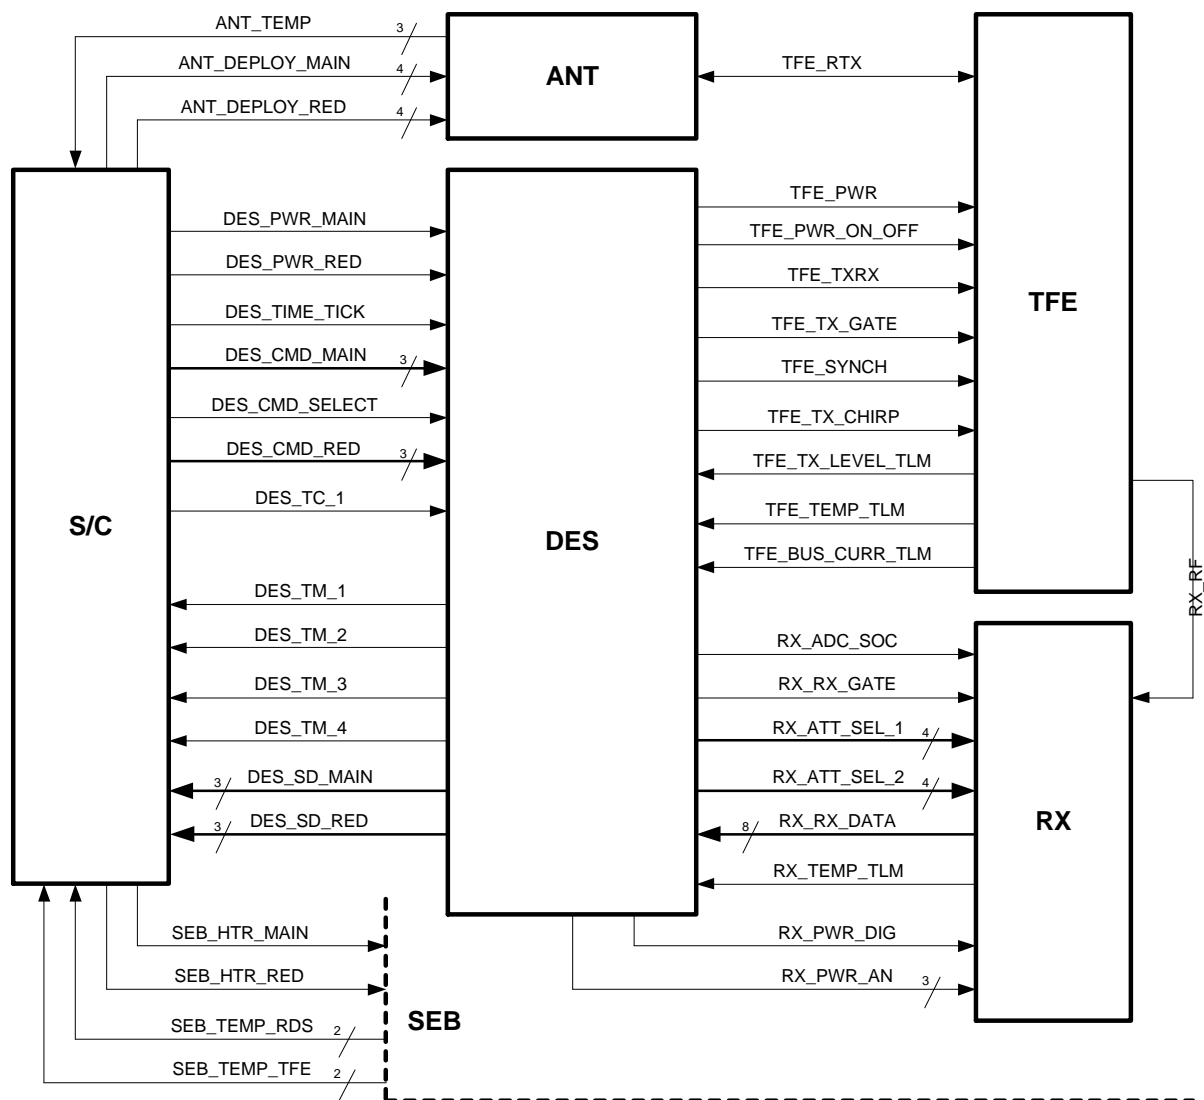 ANT_TEMP
3
ANT_DEPLOY_MAIN
4
ANT_DEPLOY_RED
4
ANT
TFE_RTX
TFE
S/C
DES_PWR_MAIN
DES_PWR_RED
DES_TIME_TICK
DES_CMD_MAIN
3
DES_CMD_SELECT
DES_CMD_RED
3
DES_TC_1
DES_TM_1
DES_TM_2
DES_TM_3
DES_TM_4
3
DES_SD_MAIN
3
DES_SD_RED
DES
TFE_PWR
TFE_PWR_ON_OFF
TFE_TXRX
TFE_TX_GATE
TFE_SYNCH
TFE_TX_CHIRP
TFE_TX_LEVEL_TLM
TFE_TEMP_TLM
TFE_BUS_CURR_TLM
RX_RF
RX_ADC_SOC
RX_RX_GATE
RX_ATT_SEL_1
4
RX_ATT_SEL_2
4
8
RX_RX_DATA
RX_TEMP_TLM
RX
RX_PWR_DIG
RX_PWR_AN
3
SEB_HTR_MAIN
SEB_HTR_RED
SEB_TEMP_RDS
2
SEB_TEMP_TFE
2
SEB